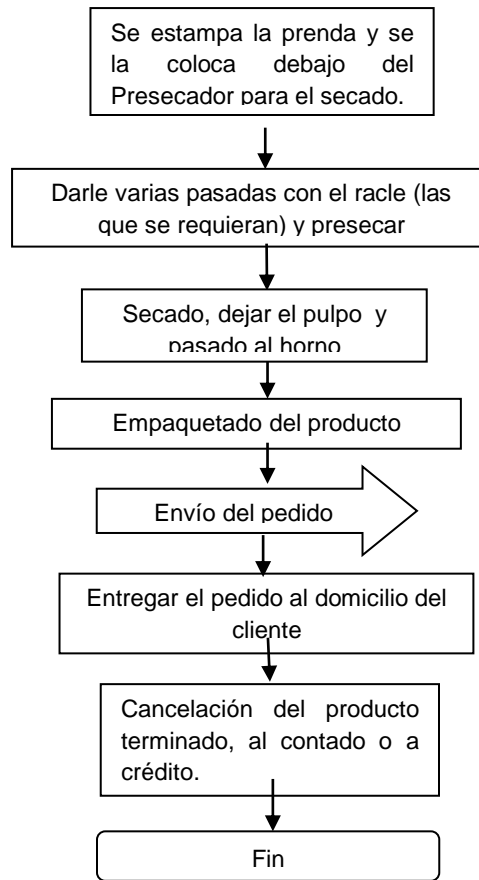 Se estampa la prenda y se
la coloca debajo del
Presecador para el secado.
Darle varias pasadas con el racle (las
que se requieran) y presecar
Secado, dejar el pulpo y
pasado al horno
Empaquetado del producto
Envío del pedido
Entregar el pedido al domicilio del
cliente
Cancelación del producto
terminado, al contado o a
crédito.
Fin